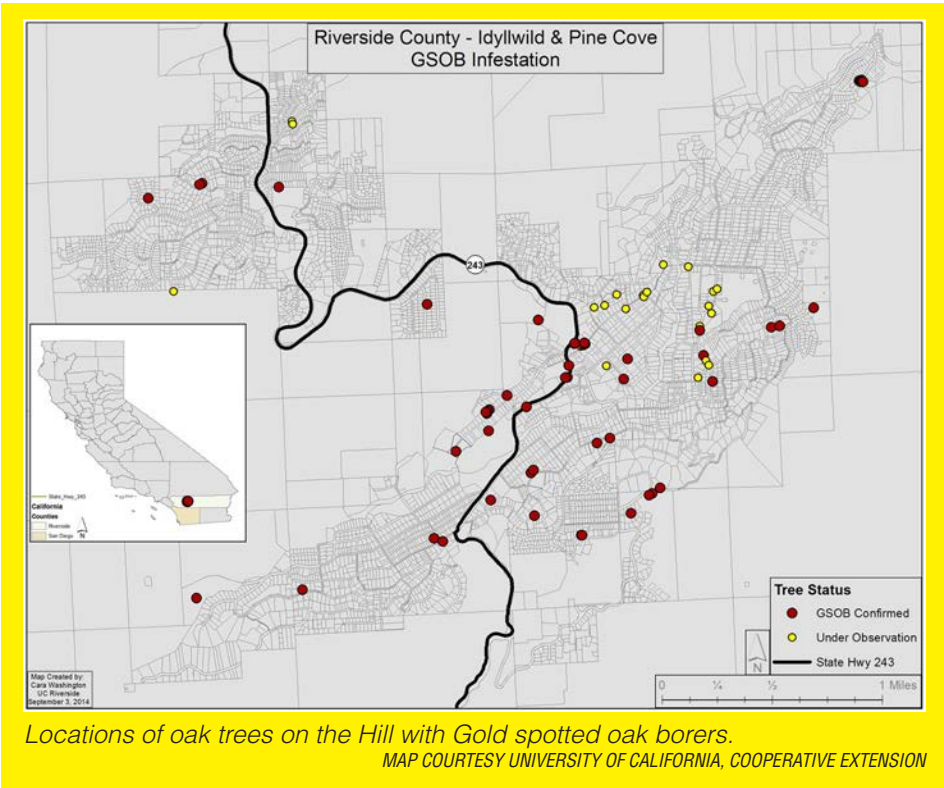 Riverside County - Idyllwild & Pine Cove
GSOB Infestation
243
State_Hwy_243
California
Counties
Riverside
San Diego
N
Tree Status
GSOB Confirmed
Under Observation
State Hwy 243
N
0 ¼ ½ 1 Miles
Map Created by:
Cara Washington
UC Riverside
September 3, 2014
Locations of oak trees on the Hill with Gold spotted oak borers.
MAP COURTESY UNIVERSITY OF CALIFORNIA, COOPERATIVE EXTENSION